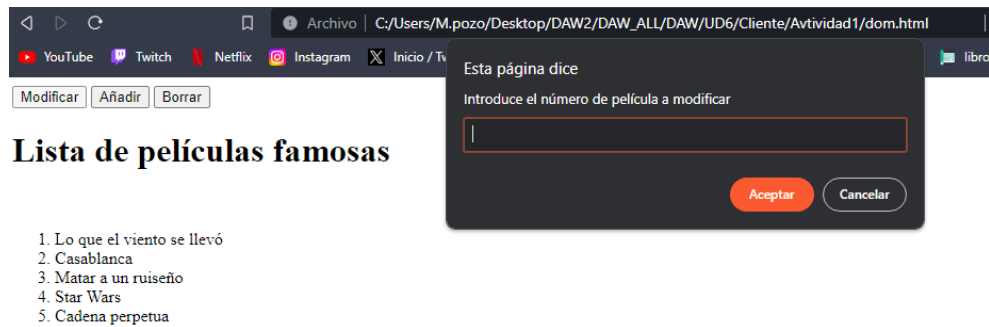 Archivo C:/Users/M.pozo/Desktop/DAW2/DAW_ALL/DAW/UD6/Cliente/Avtividad1/dom.html
YouTube Twitch Netflix Instagram Inicio / Tw libro
Esta página dice
Introduce el número de película a modificar
Aceptar Cancelar
Modificar Añadir Borrar
Lista de películas famosas
1. Lo que el viento se llevó
2. Casablanca
3. Matar a un ruiseño
4. Star Wars
5. Cadena perpetua